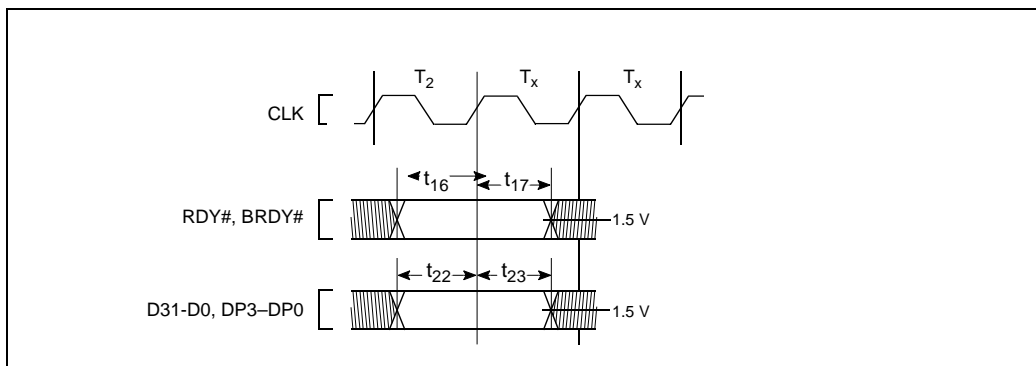 T2 Tx Tx
CLK
t16 t17
RDY#, BRDY# 1.5 V
t22 t23
D31-D0, DP3–DP0 1.5 V